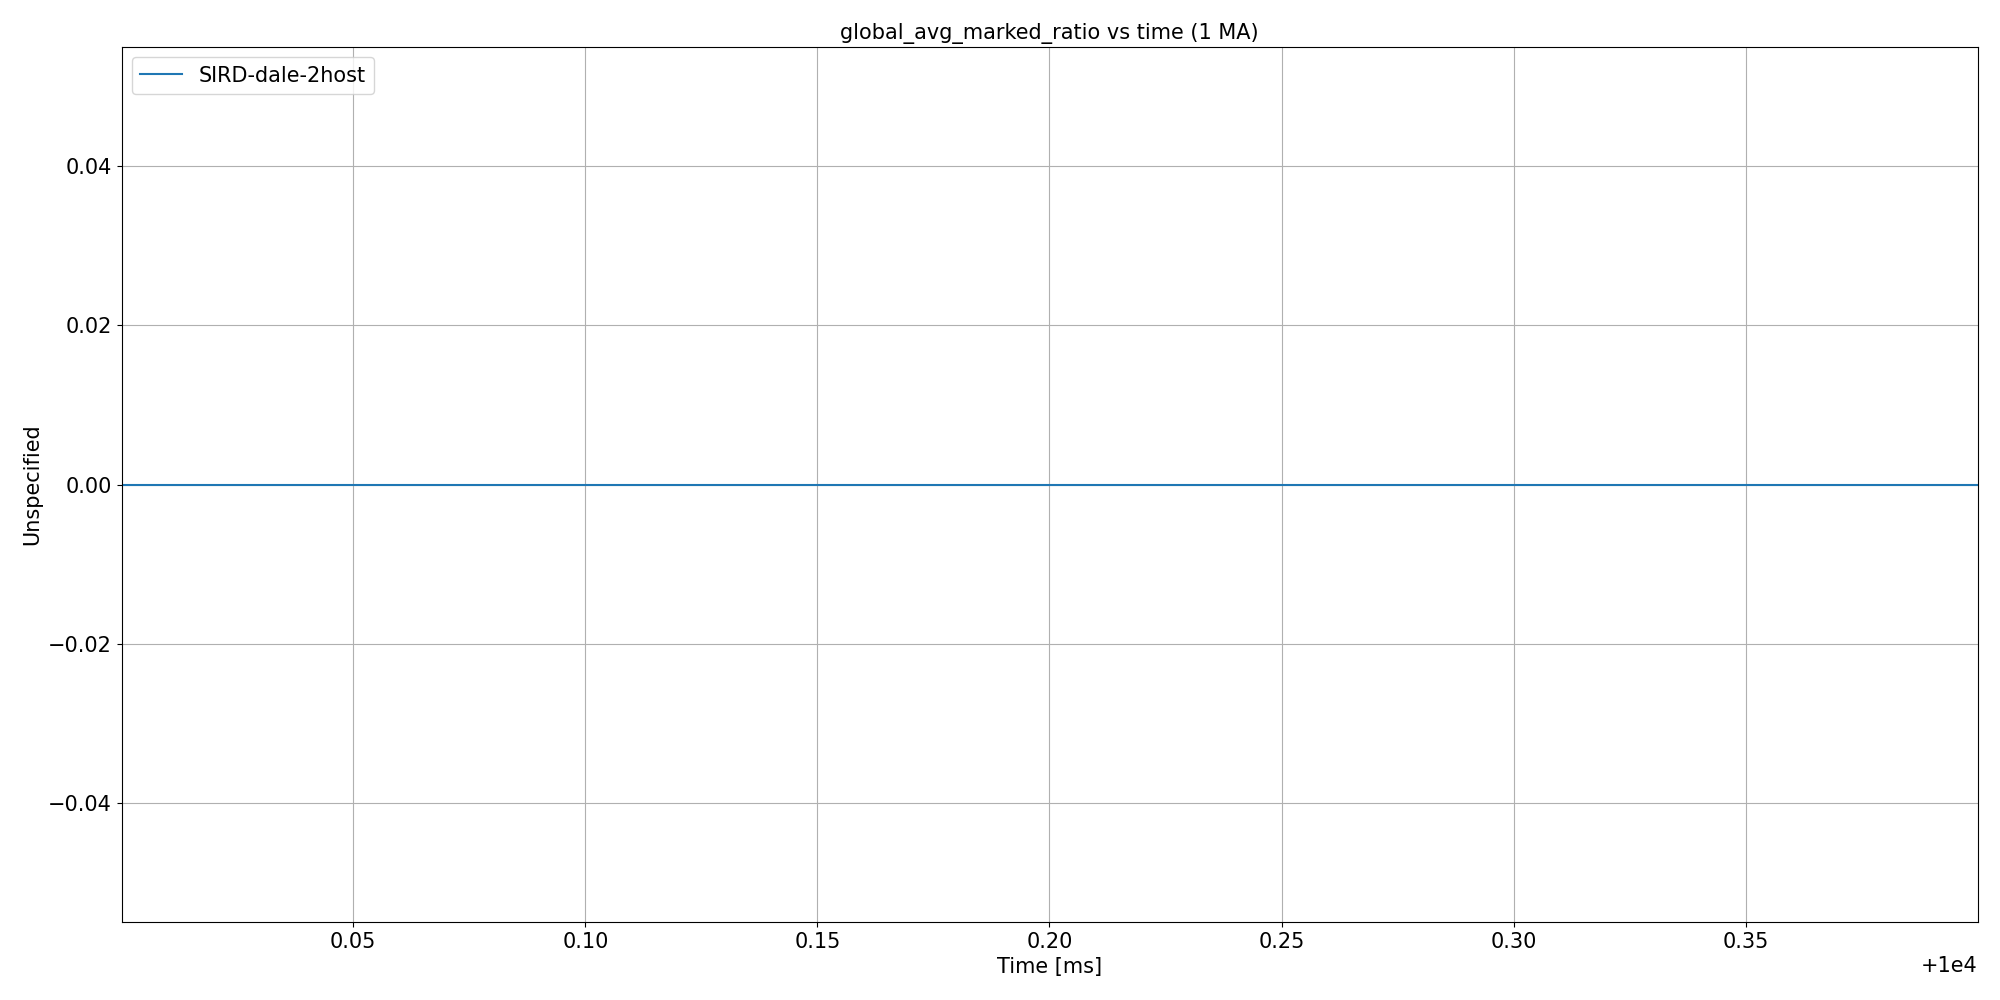 global_avg_marked_ratio vs time (1 MA)
SIRD-dale-2host
0.04
0.02
0.00
−0.02
−0.04
Unspecified
0.05 0.10 0.15 0.20 0.25 0.30 0.35
Time [ms]
+1e4